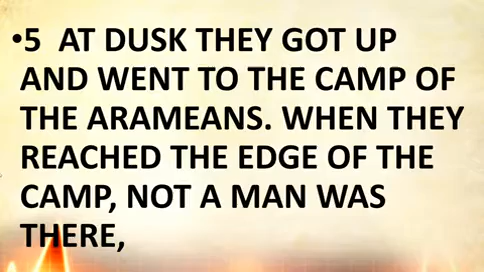 •5  AT DUSK THEY GOT UP
AND WENT TO THE CAMP OF
THE ARAMEANS. WHEN THEY
REACHED THE EDGE OF THE
CAMP, NOT A MAN WAS
THERE,